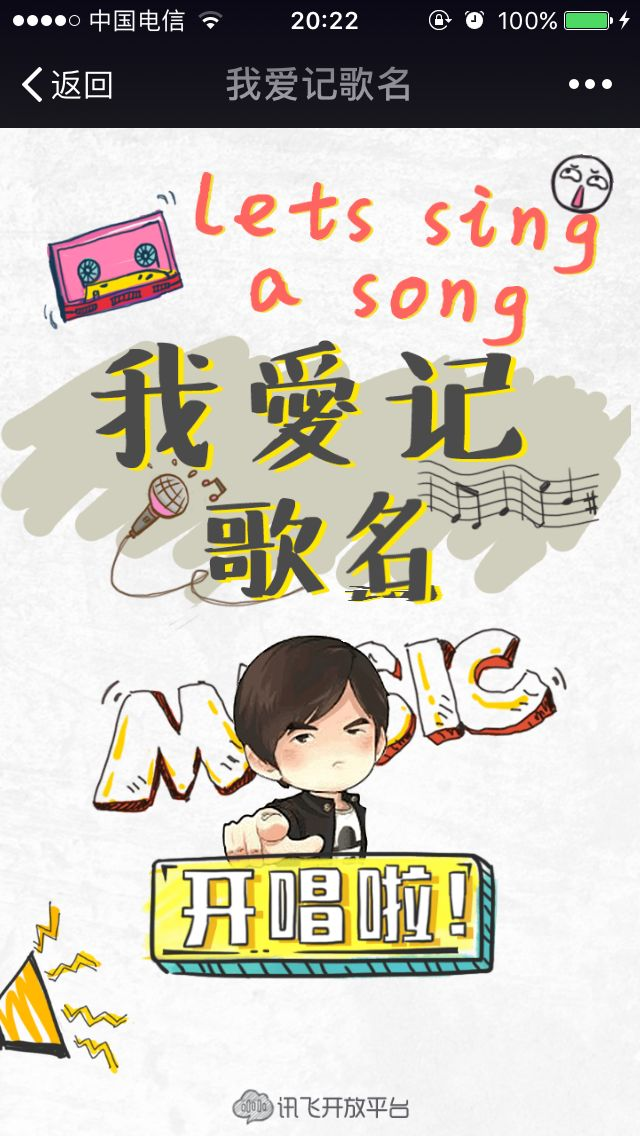 中国电信 20:22 100%
返回 我爱记歌名
lets sing
a song
我愛记
歌名
MUSIC
开唱啦!
讯飞开放平台